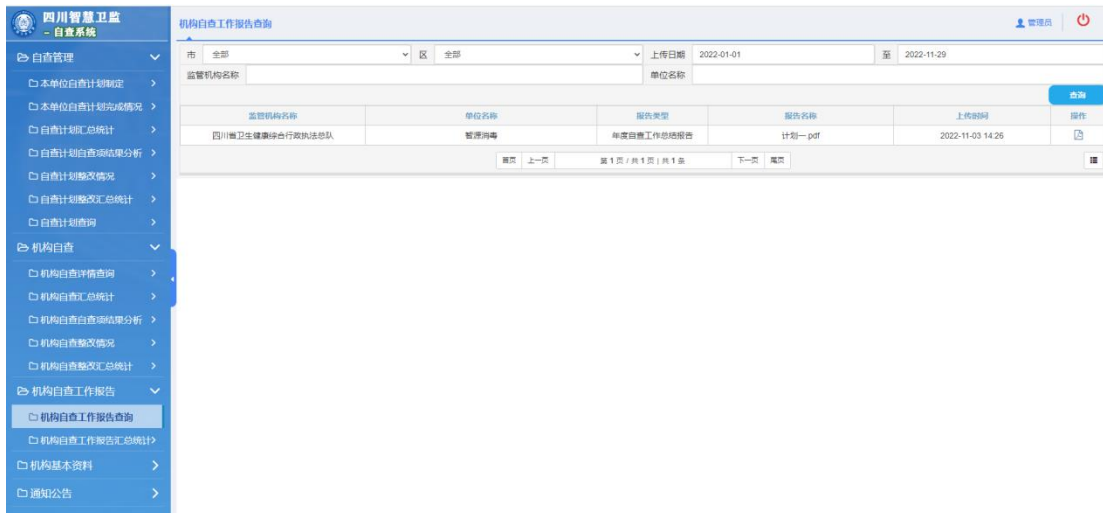 四川智慧卫监
- 自查系统
机构自查工作报告查询
管理员
自查管理
本单位自查计划制定
本单位自查计划完成情况
自查计划汇总统计
自查计划自查项结果分析
自查计划整改情况
自查计划整改汇总统计
自查计划查询
机构自查
机构自查详情查询
机构自查汇总统计
机构自查自查项结果分析
机构自查整改情况
机构自查整改汇总统计
机构自查工作报告
机构自查工作报告查询
机构自查工作报告汇总统计
机构基本资料
通知公告
市 全部 区 全部 上传日期 2022-01-01 至 2022-11-29
监管机构名称 单位名称
查询
监管机构名称 单位名称 报告类型 报告名称 上传时间 操作
四川省卫生健康综合行政执法总队 智源消毒 年度自查工作总结报告 计划一.pdf 2022-11-03 14:26
首页 上一页 第 1 页 / 共 1 页 | 共 1 条 下一页 尾页